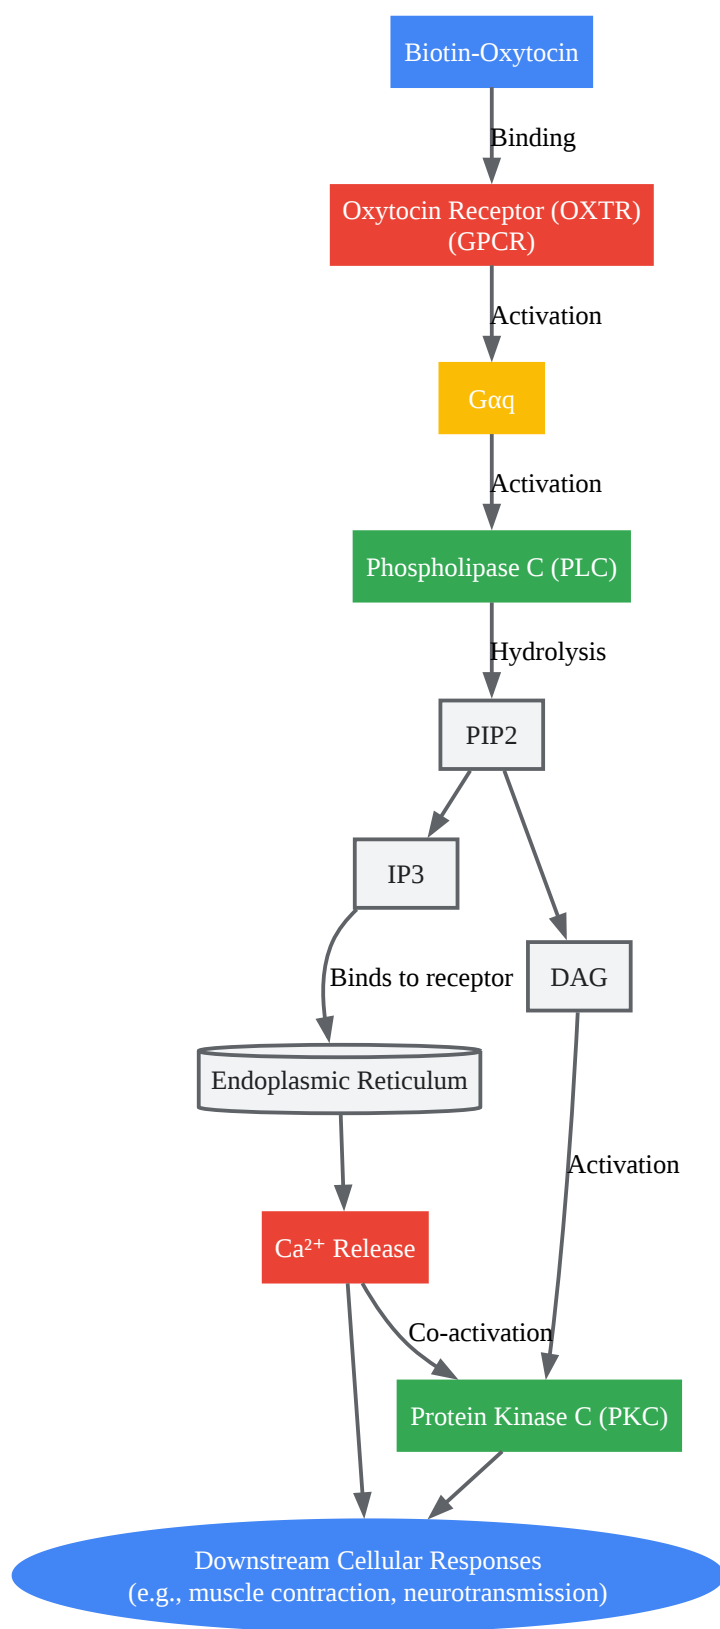 Biotin-Oxytocin
Binding
Oxytocin Receptor (OXTR)
(GPCR)
Activation
Gαq
Activation
Phospholipase C (PLC)
Hydrolysis
PIP2
IP3
Binds to receptor
DAG
Endoplasmic Reticulum
Activation
Ca²⁺ Release
Co-activation
Protein Kinase C (PKC)
Downstream Cellular Responses
(e.g., muscle contraction, neurotransmission)